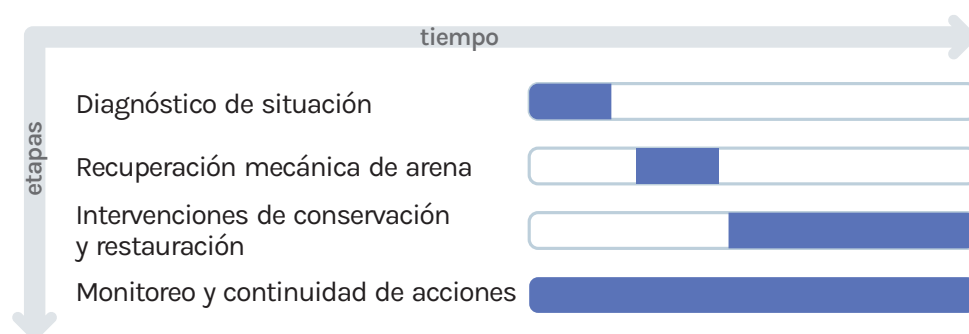 tiempo
etapas
Diagnóstico de situación
Recuperación mecánica de arena
Intervenciones de conservación
y restauración
Monitoreo y continuidad de acciones